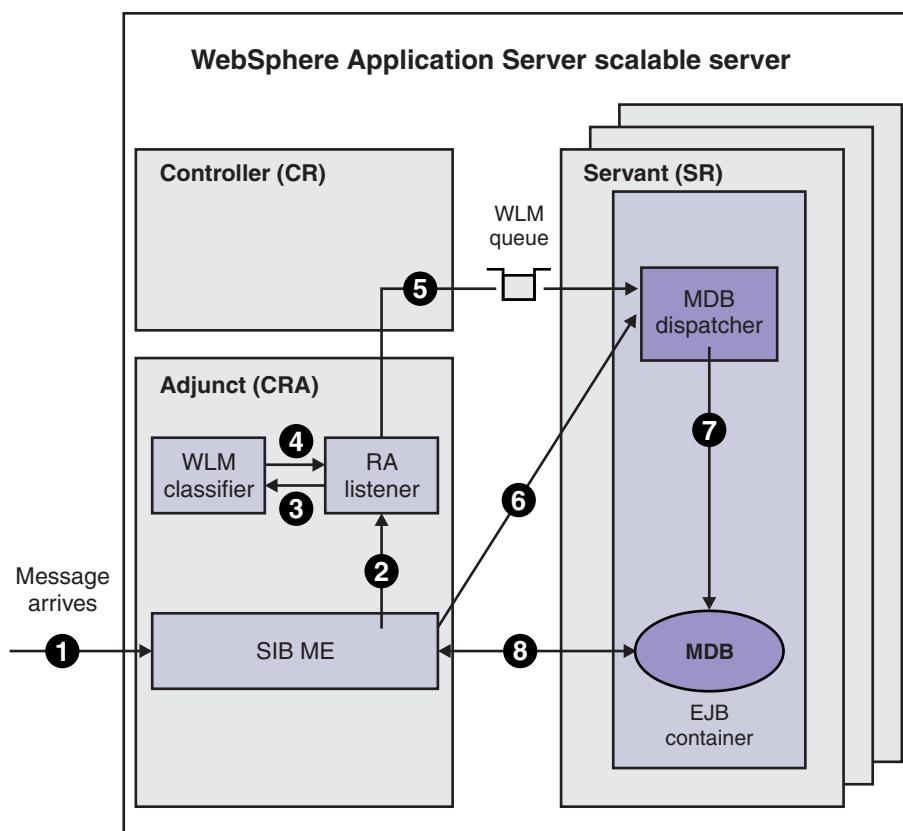 WebSphere Application Server scalable server
Controller (CR)
Servant (SR)
WLM
queue
5
MDB
dispatcher
Adjunct (CRA)
WLM
classifier
4
3
RA
listener
7
6
2
Message
arrives
1
SIB ME
8
MDB
EJB
container